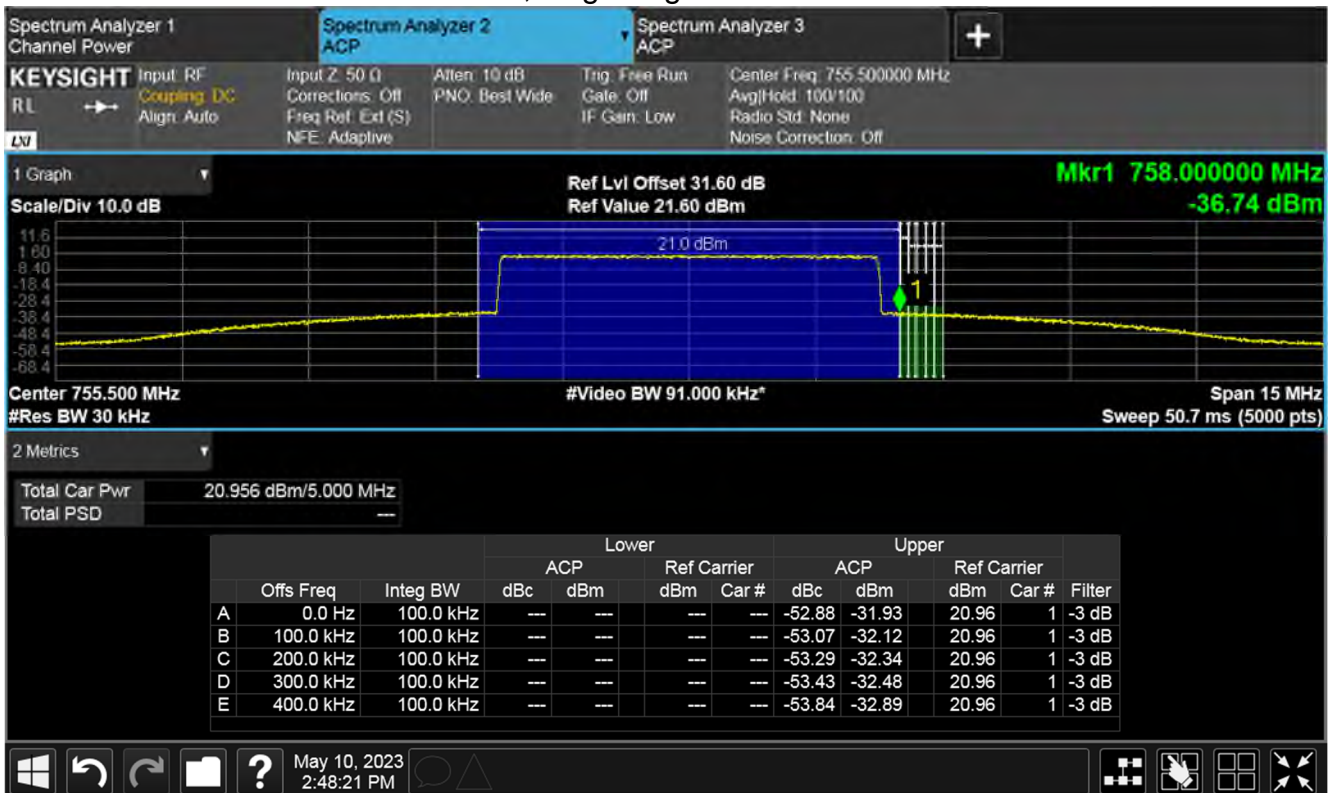 Spectrum Analyzer 1
Channel Power
Spectrum Analyzer 2
ACP
Spectrum Analyzer 3
ACP
KEYSIGHT
RL
LXI
Input: RF
Coupling: DC
Align: Auto
Input Z: 50 Ω
Corrections: Off
Freq Ref: Ext (S)
NFE: Adaptive
Atten: 10 dB
PNO: Best Wide
Trig: Free Run
Gate: Off
IF Gain: Low
Center Freq: 755.500000 MHz
Avg|Hold: 100/100
Radio Std: None
Noise Correction: Off
1 Graph
Scale/Div 10.0 dB
Ref Lvl Offset 31.60 dB
Ref Value 21.60 dBm
Mkr1 758.000000 MHz
-36.74 dBm
11.6
1.60
-8.40
-18.4
-28.4
-38.4
-48.4
-58.4
-68.4
21.0 dBm
1
Center 755.500 MHz
#Res BW 30 kHz
#Video BW 91.000 kHz*
Span 15 MHz
Sweep 50.7 ms (5000 pts)
2 Metrics
Total Car Pwr 20.956 dBm/5.000 MHz
Total PSD ---
Lower Upper
ACP Ref Carrier ACP Ref Carrier
Offs Freq Integ BW dBc dBm dBm Car # dBc dBm dBm Car # Filter
A 0.0 Hz 100.0 kHz --- --- --- --- -52.88 -31.93 20.96 1 -3 dB
B 100.0 kHz 100.0 kHz --- --- --- --- -53.07 -32.12 20.96 1 -3 dB
C 200.0 kHz 100.0 kHz --- --- --- --- -53.29 -32.34 20.96 1 -3 dB
D 300.0 kHz 100.0 kHz --- --- --- --- -53.43 -32.48 20.96 1 -3 dB
E 400.0 kHz 100.0 kHz --- --- --- --- -53.84 -32.89 20.96 1 -3 dB
?
May 10, 2023
2:48:21 PM